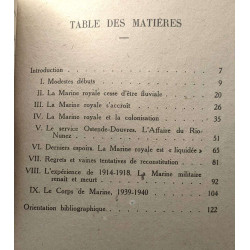 TABLE DES MATIÈRES
Introduction . . . . . 7
I. Modestes débuts . . . . . 9
II. La Marine royale cesse d'être fluviale . . . . . 20
III. La Marine royale s'accroît . . . . . 26
IV. La Marine royale et la colonisation . . . . . 35
V. Le service Ostende-Douvres. L'Affaire du Rio-
Nunez . . . . . 51
VI. Derniers espoirs. La Marine royale est « liquidée » 65
VII. Regrets et vaines tentatives de reconstitution . . 81
VIII. L'expérience de 1914-1918. La Marine militaire
renaît et meurt . . . . . 92
IX. Le Corps de Marine, 1939-1940 . . . . . 104
Orientation bibliographique . . . . . 122